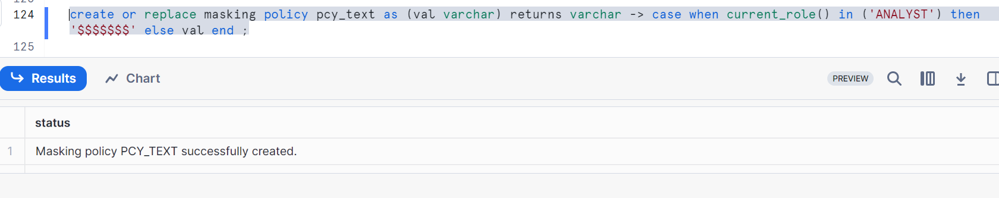 124 create or replace masking policy pcy_text as (val varchar) returns varchar -> case when current_role() in ('ANALYST') then
'$$$$$$$' else val end ;
125
Results Chart PREVIEW
status
1 Masking policy PCY_TEXT successfully created.